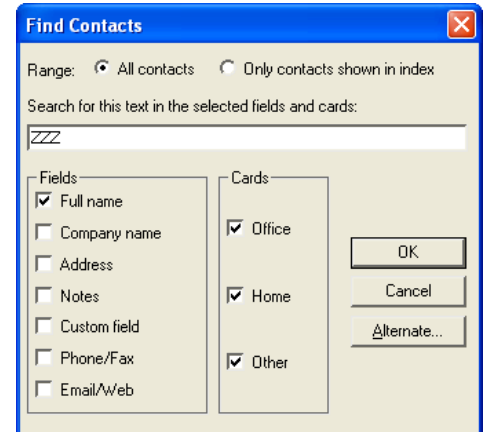 Find Contacts
Range: All contacts Only contacts shown in index
Search for this text in the selected fields and cards:
ZZZ
Fields
Full name
Company name
Address
Notes
Custom field
Phone/Fax
Email/Web
Cards
Office
Home
Other
OK
Cancel
Alternate...